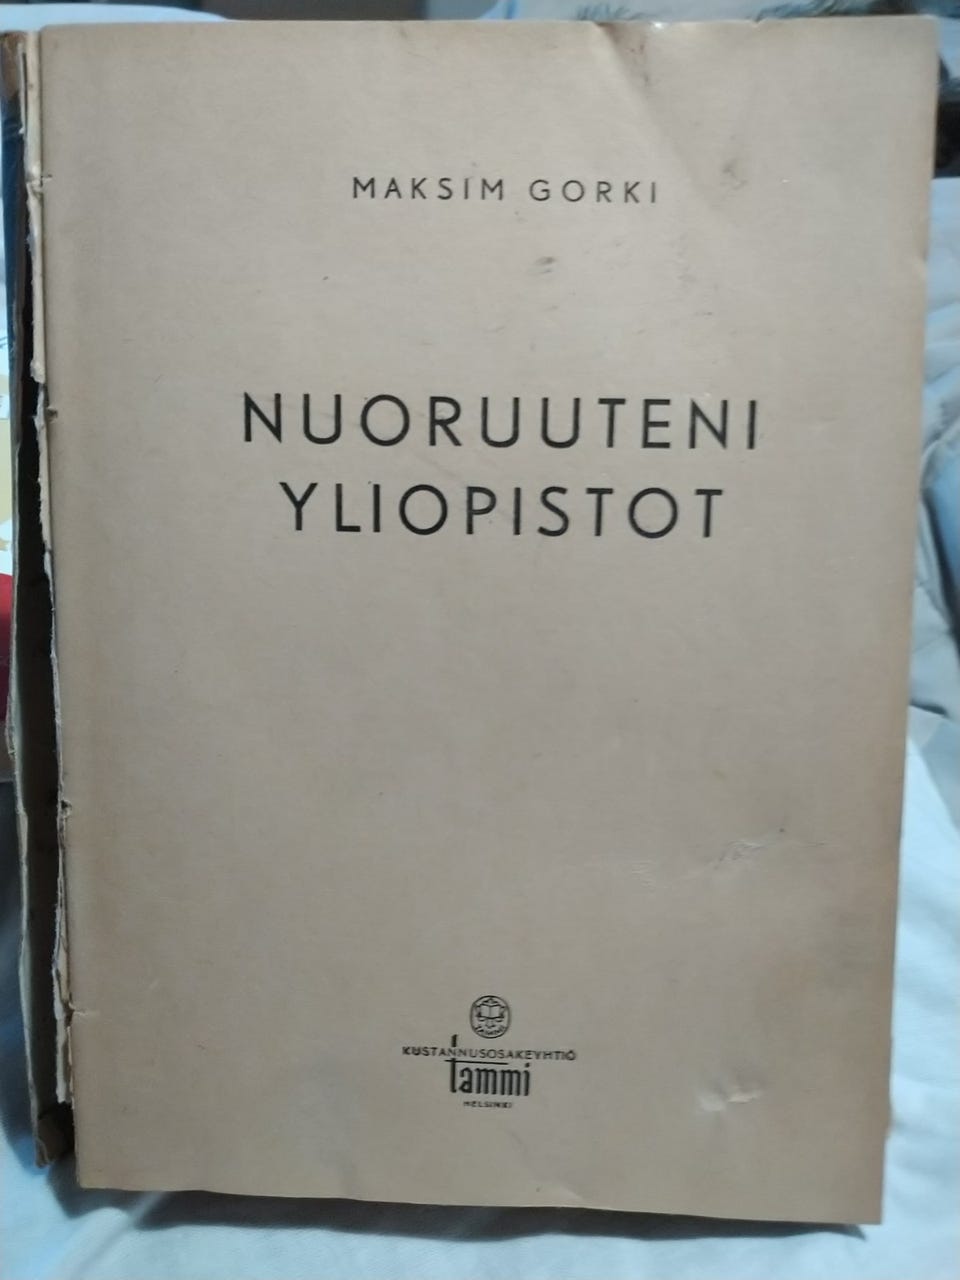 MAKSIM GORKI
NUORUUTENI
YLIOPISTOT
KUSTANNUSOSAKEYHTIÖ
Tammi
HELSINKI